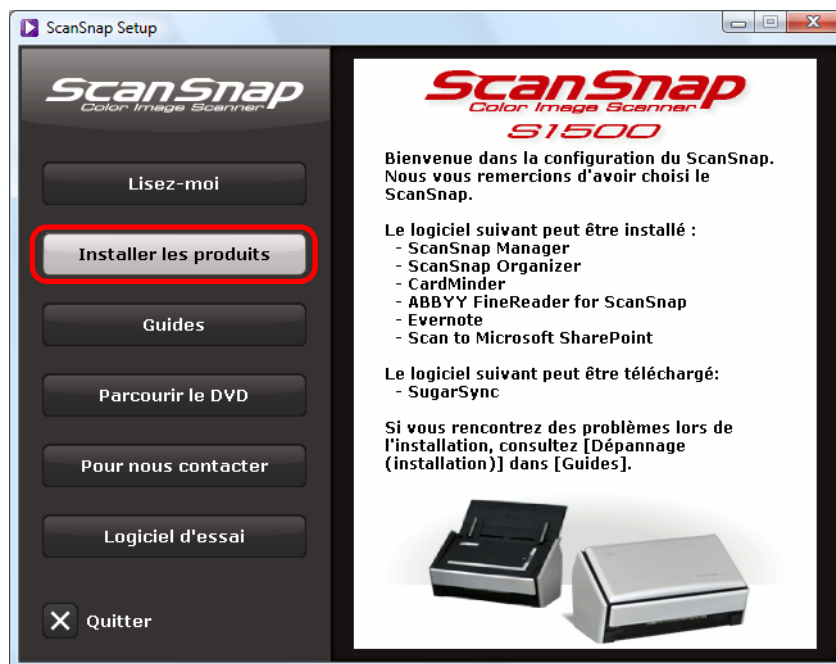 ScanSnap Setup
ScanSnap
Color Image Scanner
Lisez-moi
Installer les produits
Guides
Parcourir le DVD
Pour nous contacter
Logiciel d'essai
Quitter
ScanSnap
Color Image Scanner
S1500
Bienvenue dans la configuration du ScanSnap.
Nous vous remercions d'avoir choisi le
ScanSnap.
Le logiciel suivant peut être installé :
- ScanSnap Manager
- ScanSnap Organizer
- CardMinder
- ABBYY FineReader for ScanSnap
- Evernote
- Scan to Microsoft SharePoint
Le logiciel suivant peut être téléchargé:
- SugarSync
Si vous rencontrez des problèmes lors de
l'installation, consultez [Dépannage
(installation)] dans [Guides].